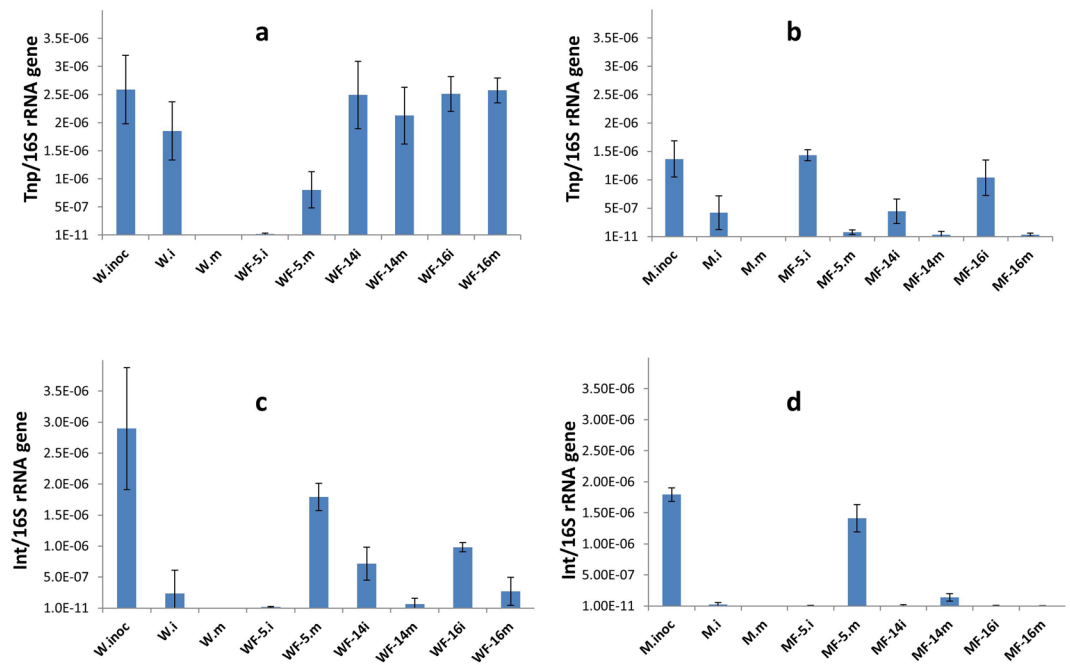 a
Tnp/16S rRNA gene
3.5E-06
3E-06
2.5E-06
2E-06
1.5E-06
1E-06
5E-07
1E-11
W.inoc
W.i
W.m
WF-5.i
WF-5.m
WF-14i
WF-14m
WF-16i
WF-16m
b
Tnp/16S rRNA gene
3.5E-06
3E-06
2.5E-06
2E-06
1.5E-06
1E-06
5E-07
1E-11
M.inoc
M.i
M.m
MF-5.i
MF-5.m
MF-14i
MF-14m
MF-16i
MF-16m
c
Int/16S rRNA gene
3.5E-06
3.0E-06
2.5E-06
2.0E-06
1.5E-06
1.0E-06
5.0E-07
1.0E-11
W.inoc
W.i
W.m
WF-5.i
WF-5.m
WF-14i
WF-14m
WF-16i
WF-16m
d
Int/16S rRNA gene
3.50E-06
3.00E-06
2.50E-06
2.00E-06
1.50E-06
1.00E-06
5.00E-07
1.00E-11
M.inoc
M.i
M.m
MF-5.i
MF-5.m
MF-14i
MF-14m
MF-16i
MF-16m